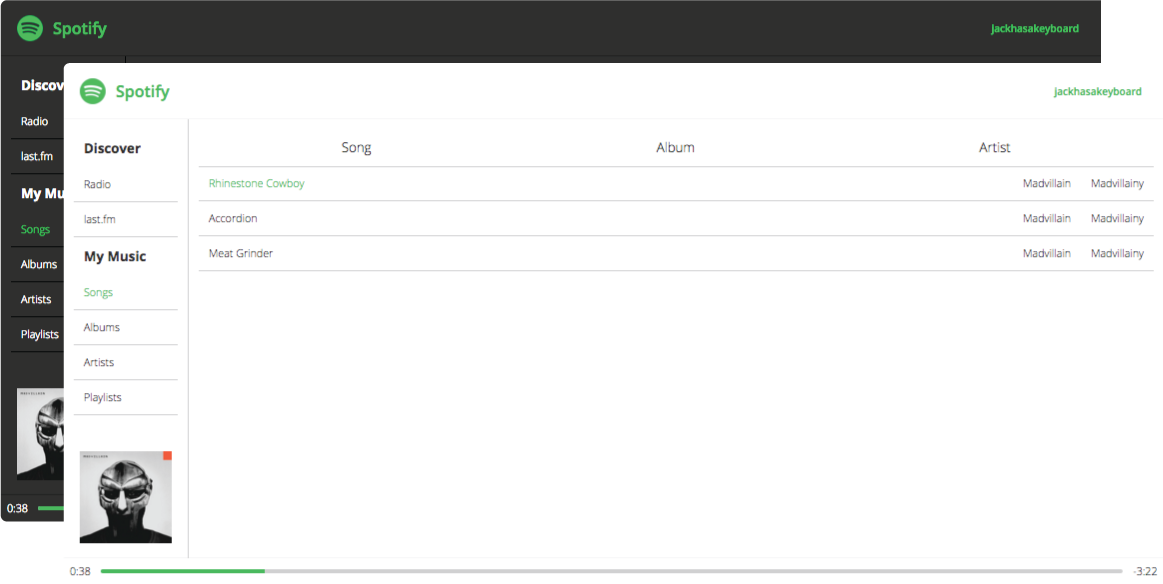 Spotify
jackhasakeyboard
Discov
Radio
last.fm
My Mu
Songs
Albums
Artists
Playlists
0:38
Spotify
jackhasakeyboard
Discover
Radio
last.fm
My Music
Songs
Albums
Artists
Playlists
Song Album Artist
Rhinestone Cowboy Madvillain Madvillainy
Accordion Madvillain Madvillainy
Meat Grinder Madvillain Madvillainy
0:38 -3:22